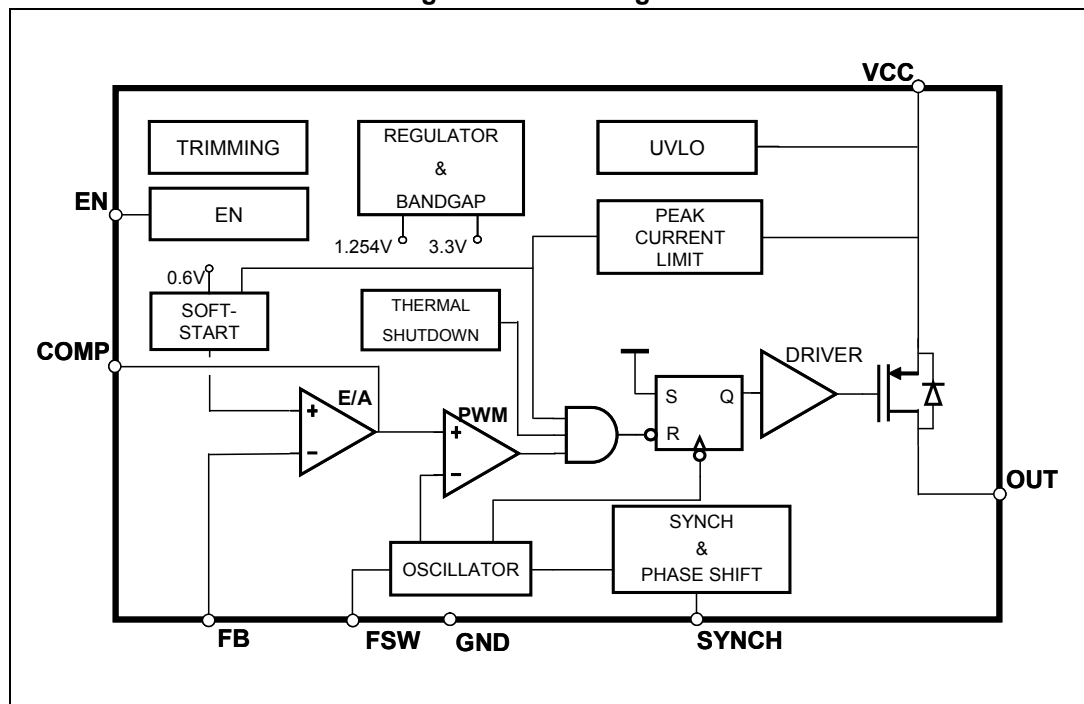 VCC
TRIMMING
REGULATOR
&
BANDGAP
UVLO
EN
EN
PEAK
CURRENT
LIMIT
1.254V
3.3V
0.6V
SOFT-
START
THERMAL
SHUTDOWN
COMP
DRIVER
E/A
PWM
S
Q
R
+
-
+
-
OUT
OSCILLATOR
SYNCH
&
PHASE SHIFT
FB
FSW
GND
SYNCH